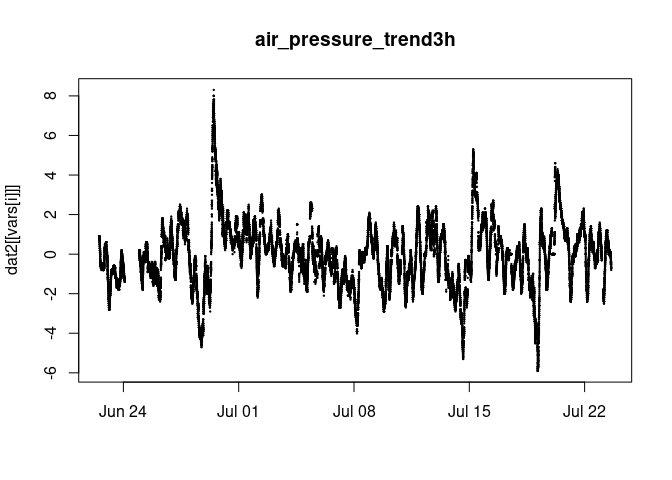 air_pressure_trend3h
dat2[[vars[i]]]
8
6
4
2
0
-2
-4
-6
Jun 24
Jul 01
Jul 08
Jul 15
Jul 22